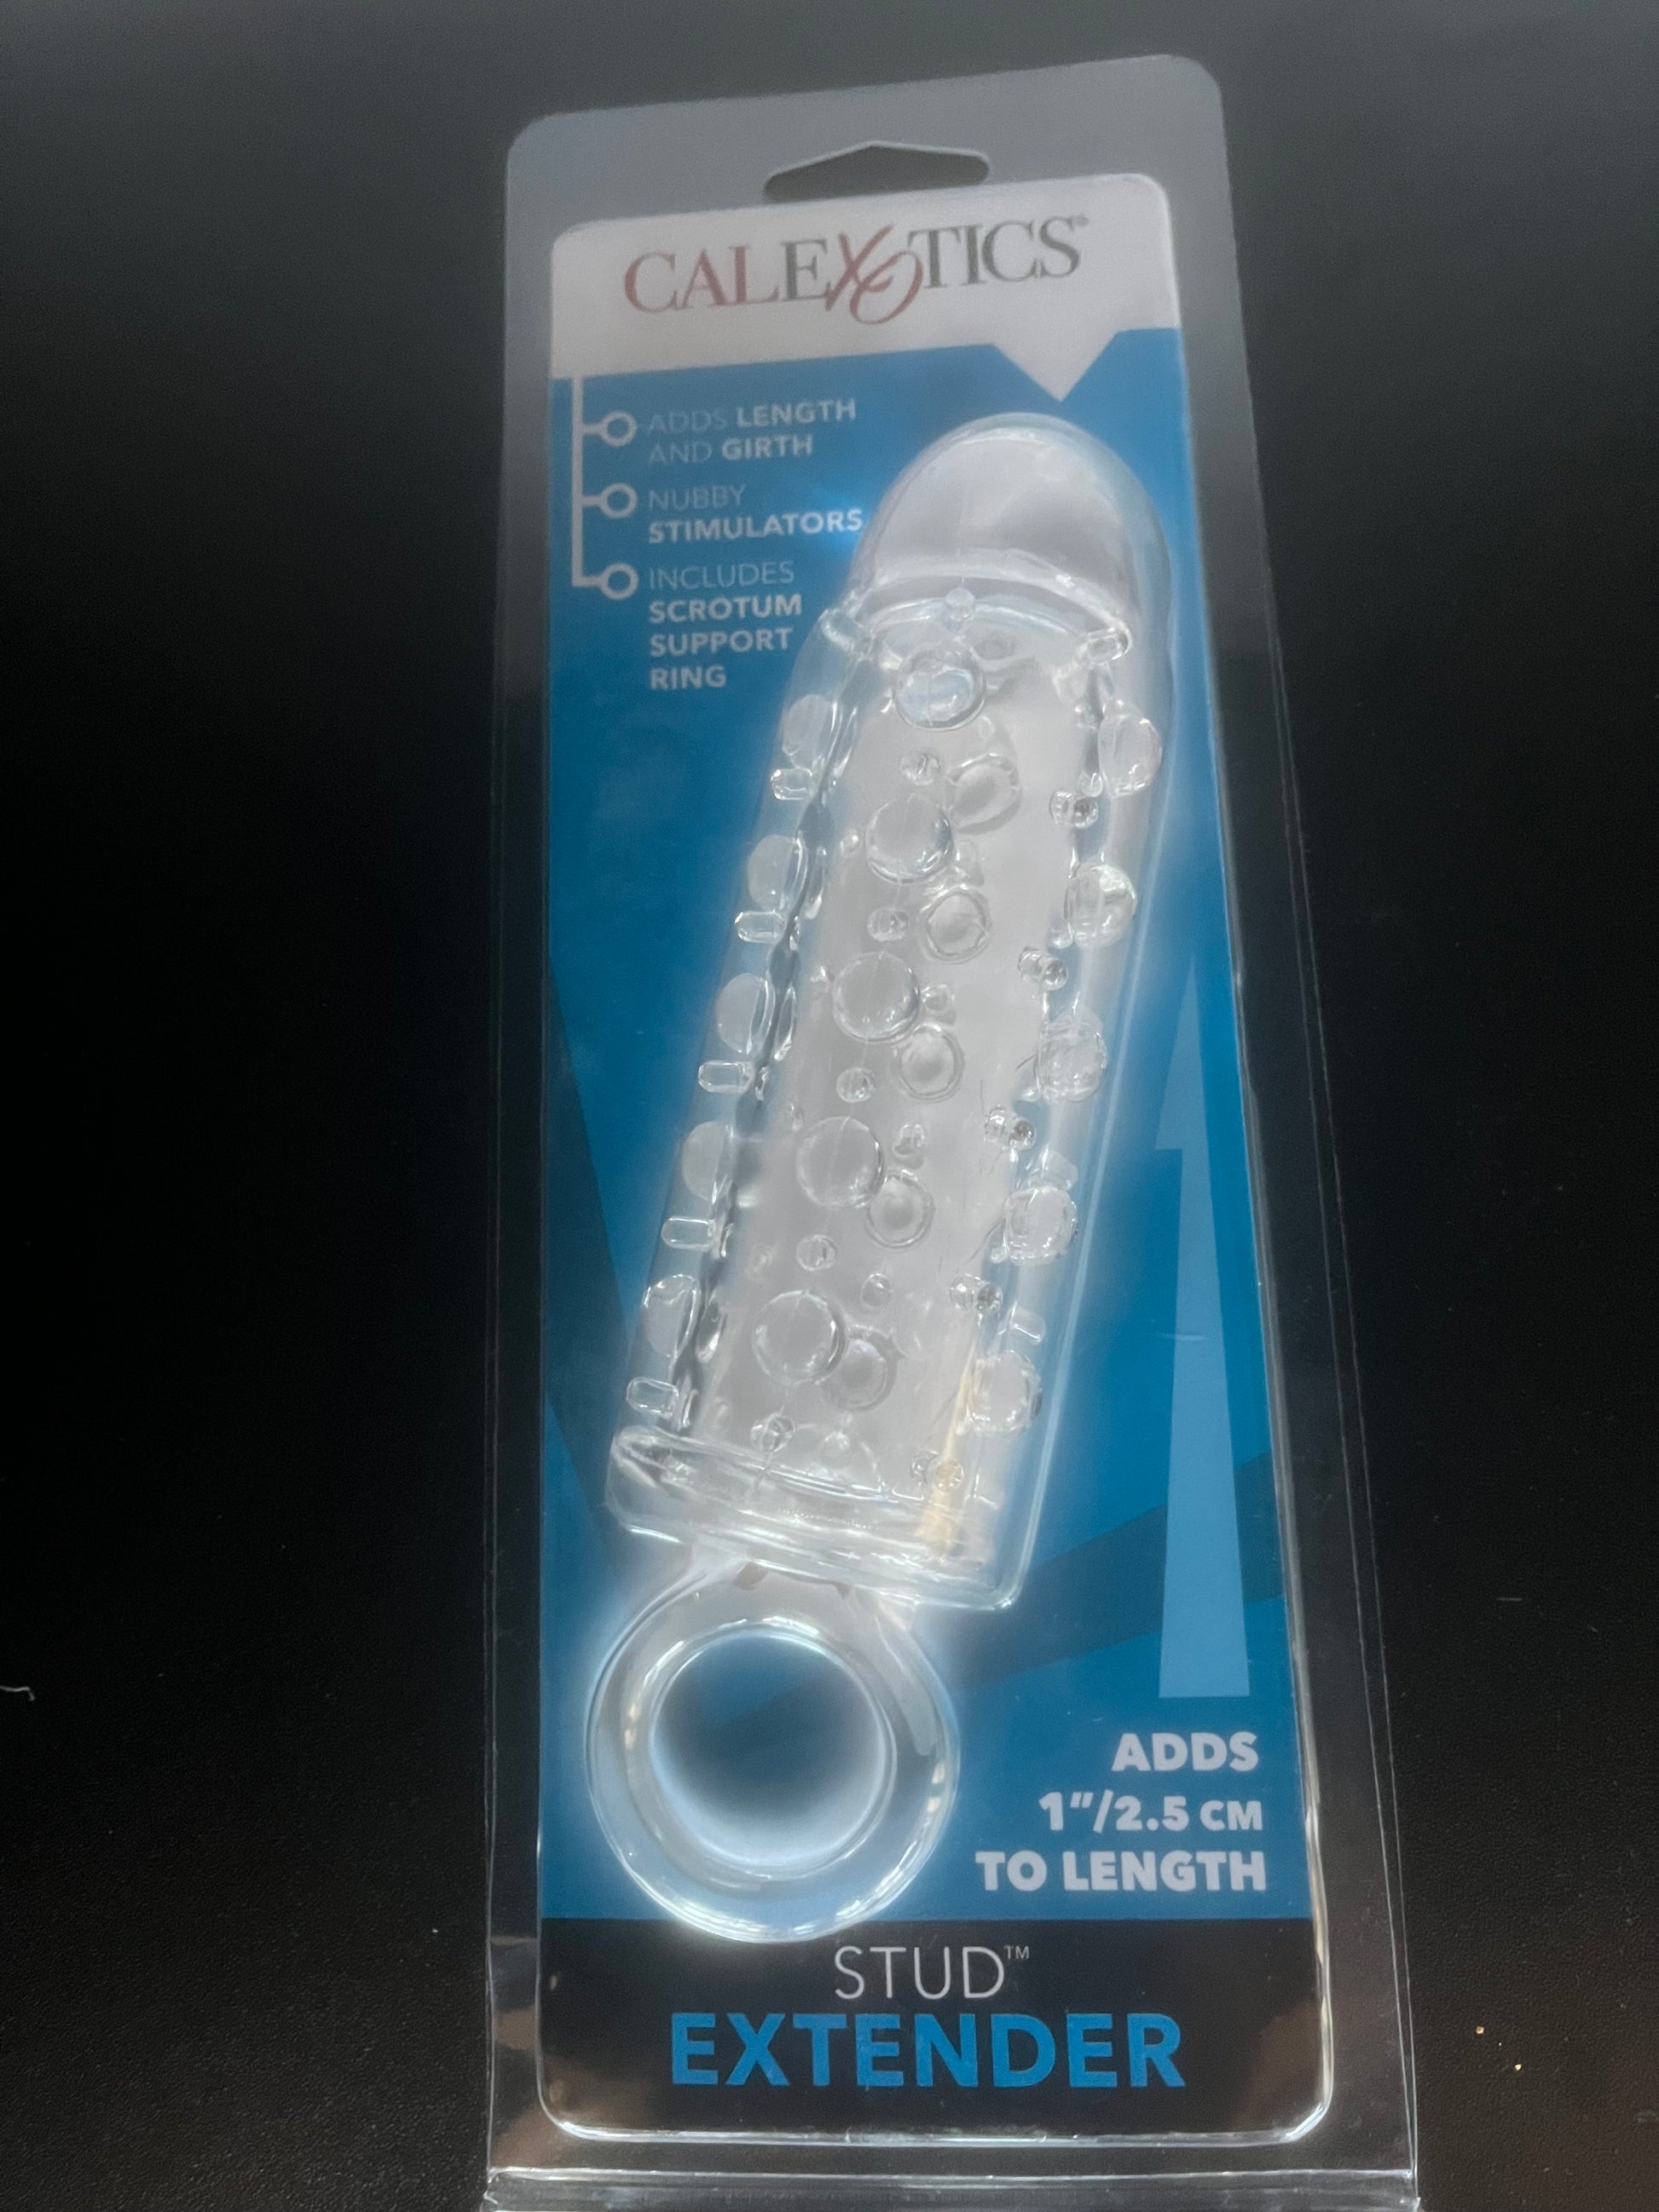 CALEXOTICS®
ADDS LENGTH
AND GIRTH
NUBBY
STIMULATORS
INCLUDES
SCROTUM
SUPPORT
RING
ADDS
1"/2.5 CM
TO LENGTH
STUD™
EXTENDER